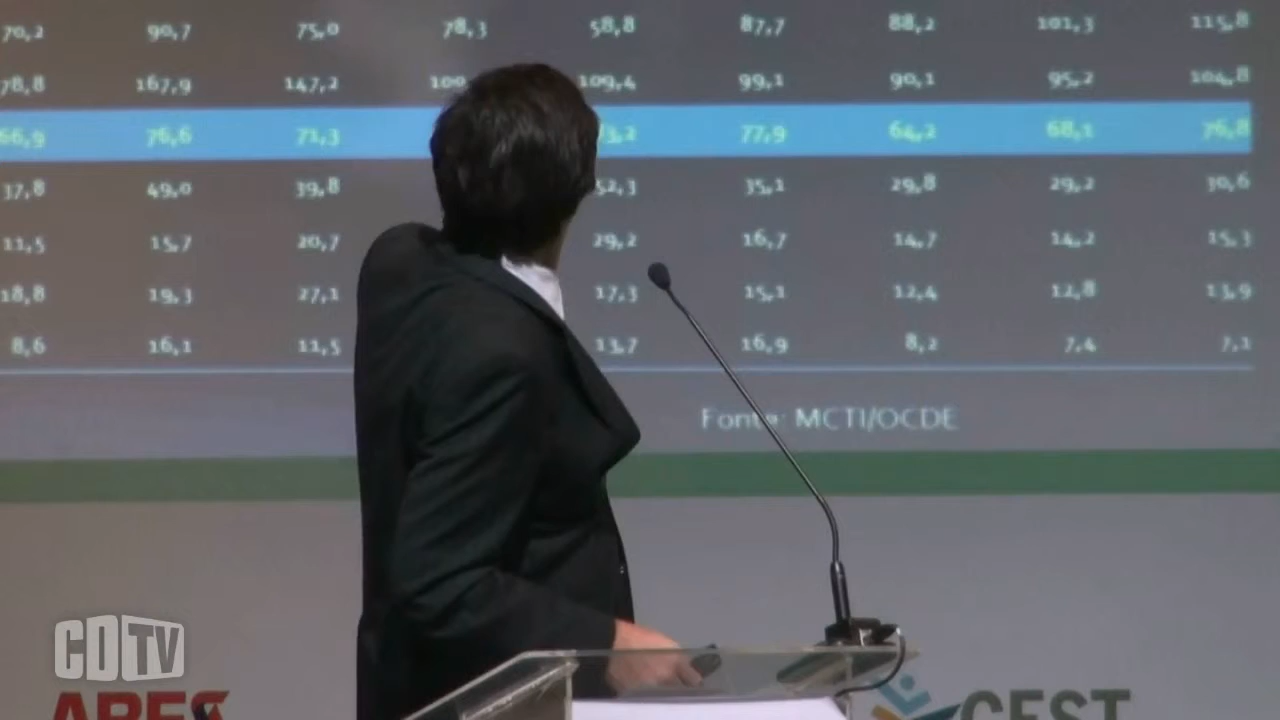 70,2 90,7 75,0 78,3 58,8 87,7 88,2 101,3 115,8
78,8 167,9 147,2 109,4 99,1 90,1 95,2 104,8
66,9 76,6 71,3 73,2 77,9 64,2 68,1 76,8
37,8 49,0 39,8 52,3 35,1 29,8 29,2 30,6
11,5 15,7 20,7 29,2 16,7 14,7 14,2 15,3
18,8 19,3 27,1 17,3 15,1 12,4 12,8 13,9
8,6 16,1 11,5 13,7 16,9 8,2 7,4 7,1
Fonte: MCTI/OCDE
CDTV